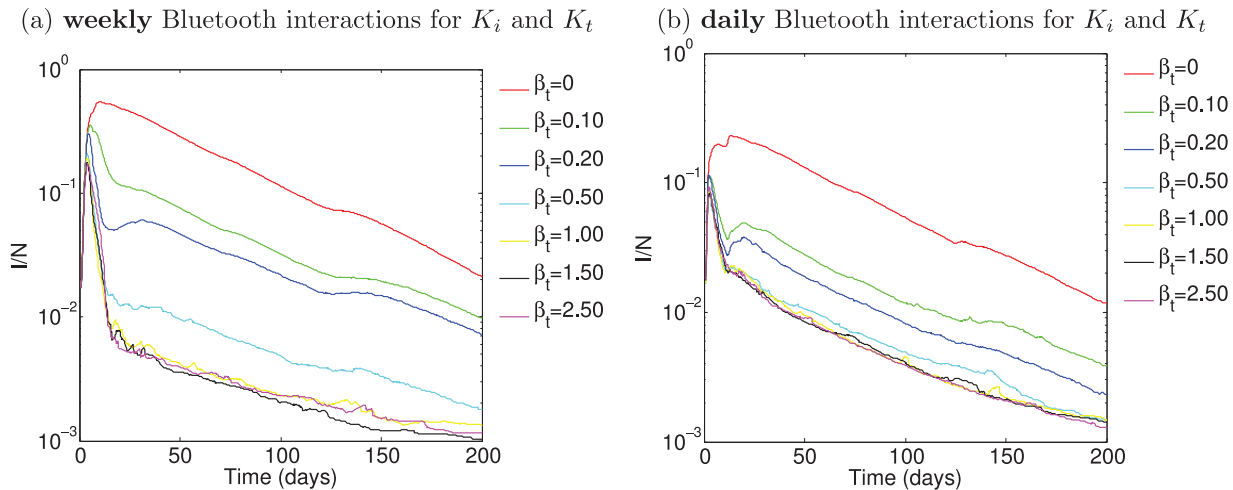 (a) weekly Bluetooth interactions for K_i and K_t
10^0
10^-1
10^-2
10^-3
I/N
0 50 100 150 200
Time (days)
β_t=0
β_t=0.10
β_t=0.20
β_t=0.50
β_t=1.00
β_t=1.50
β_t=2.50
(b) daily Bluetooth interactions for K_i and K_t
10^0
10^-1
10^-2
10^-3
I/N
0 50 100 150 200
Time (days)
β_t=0
β_t=0.10
β_t=0.20
β_t=0.50
β_t=1.00
β_t=1.50
β_t=2.50